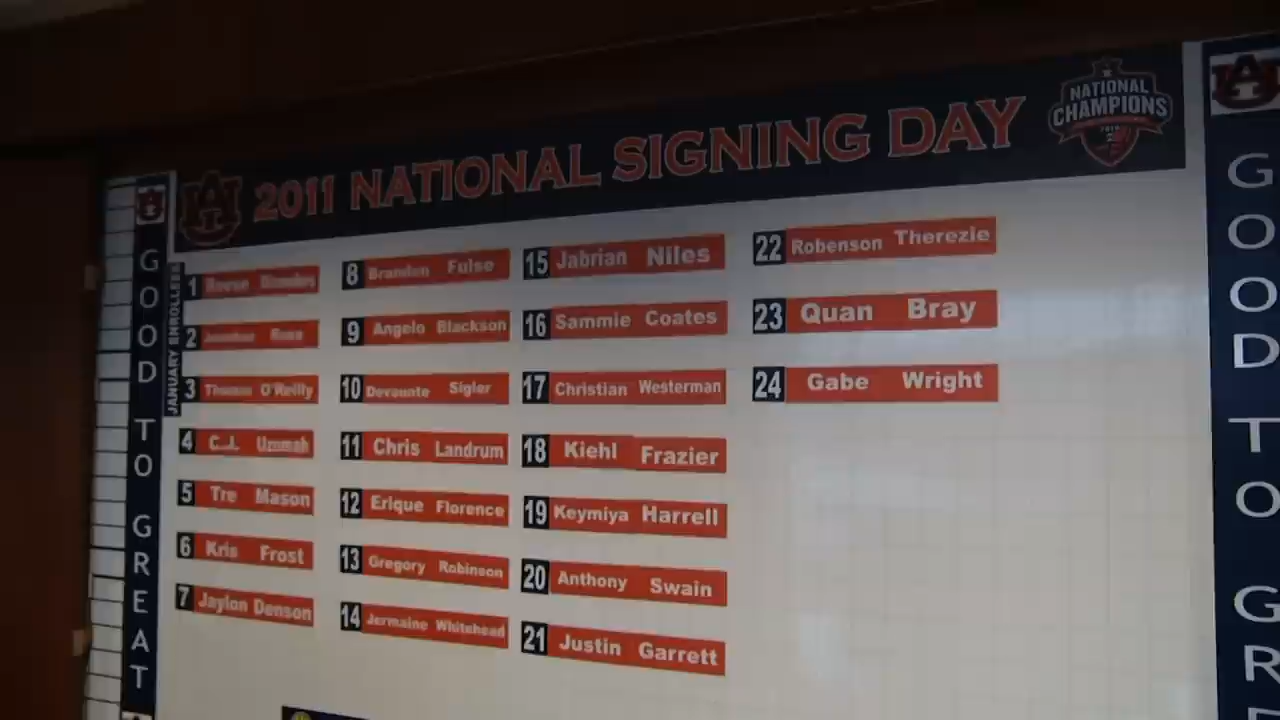 2011 NATIONAL SIGNING DAY
NATIONAL
CHAMPIONS
2010
GOOD TO GREAT
JANUARY ENROLLEES
1 Reese
2
3 Thomas O'Reilly
4 C.J. Uzomah
5 Tre Mason
6 Kris Frost
7 Jaylon Denson
8 Brandon Fulse
9 Angelo Blackson
10 Devaunte Sigler
11 Chris Landrum
12 Erique Florence
13 Gregory Robinson
14 Jermaine Whitehead
15 Jabrian Niles
16 Sammie Coates
17 Christian Westerman
18 Kiehl Frazier
19 Keymiya Harrell
20 Anthony Swain
21 Justin Garrett
22 Robenson Therezie
23 Quan Bray
24 Gabe Wright
GOOD TO GR